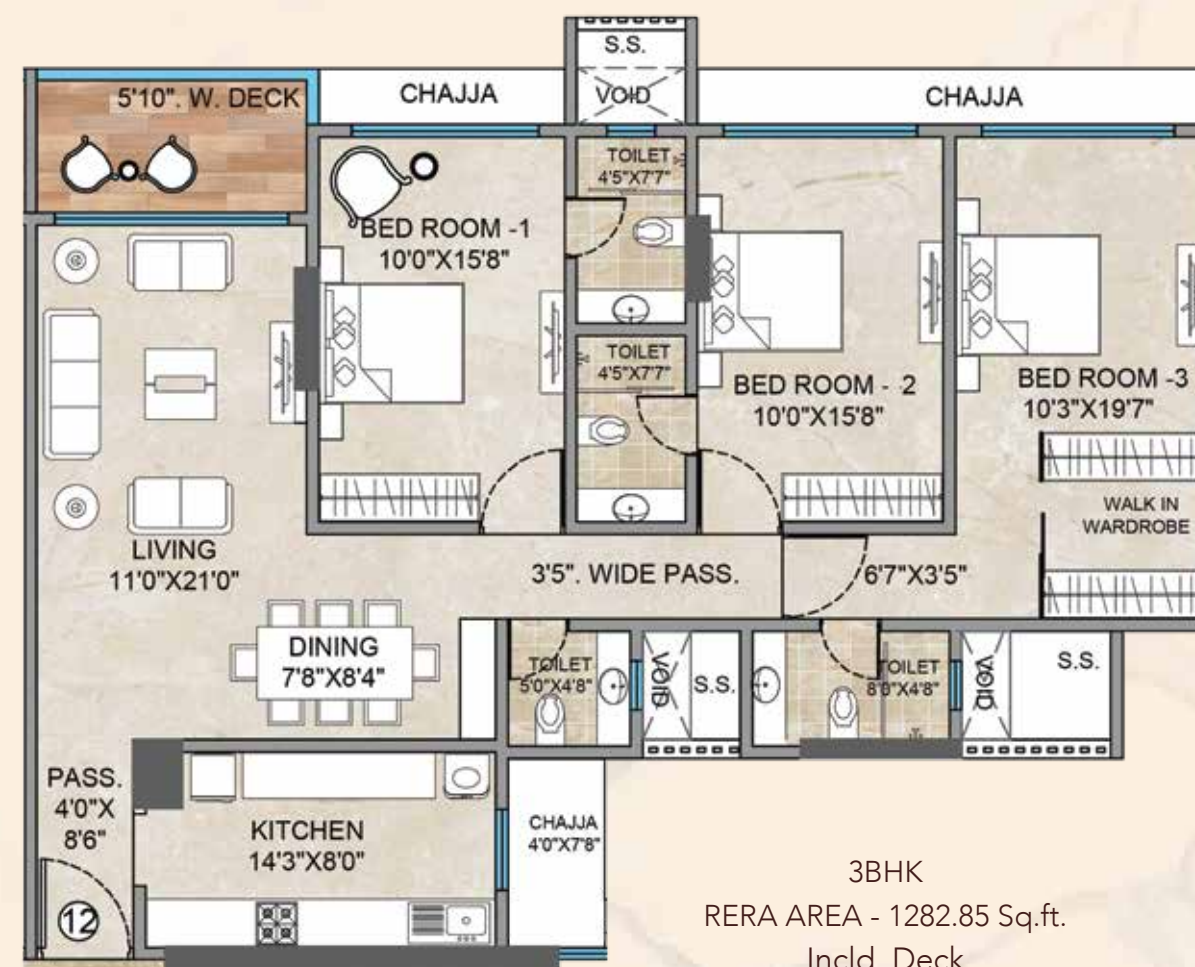 S.S.
VOID
CHAJJA
CHAJJA
5'10". W. DECK
TOILET
4'5"X7'7"
BED ROOM -1
10'0"X15'8"
TOILET
4'5"X7'7"
BED ROOM - 2
10'0"X15'8"
BED ROOM -3
10'3"X19'7"
WALK IN
WARDROBE
LIVING
11'0"X21'0"
3'5". WIDE PASS.
6'7"X3'5"
DINING
7'8"X8'4"
TOILET
5'0"X4'8"
VOID
S.S.
TOILET
8'0"X4'8"
VOID
S.S.
PASS.
4'0"X
8'6"
KITCHEN
14'3"X8'0"
CHAJJA
4'0"X7'8"
12
3BHK
RERA AREA - 1282.85 Sq.ft.
Incld. Deck